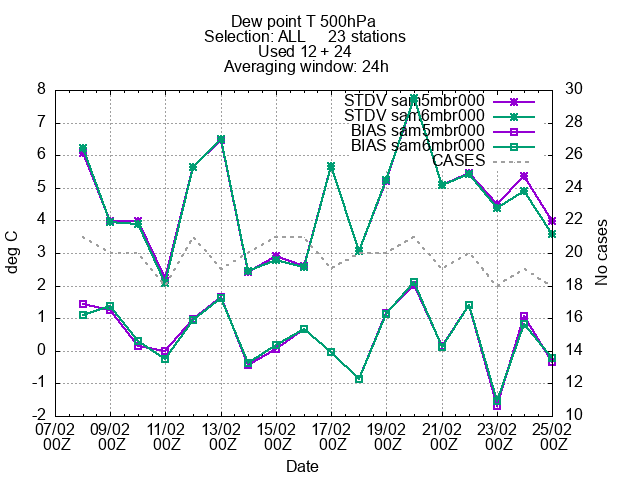 Dew point T 500hPa
Selection: ALL 23 stations
Used 12 + 24
Averaging window: 24h
STDV sam5mbr000
STDV sam6mbr000
BIAS sam5mbr000
BIAS sam6mbr000
CASES
deg C
8
7
6
5
4
3
2
1
0
-1
-2
No cases
30
28
26
24
22
20
18
16
14
12
10
07/02 09/02 11/02 13/02 15/02 17/02 19/02 21/02 23/02 25/02
00Z 00Z 00Z 00Z 00Z 00Z 00Z 00Z 00Z 00Z
Date